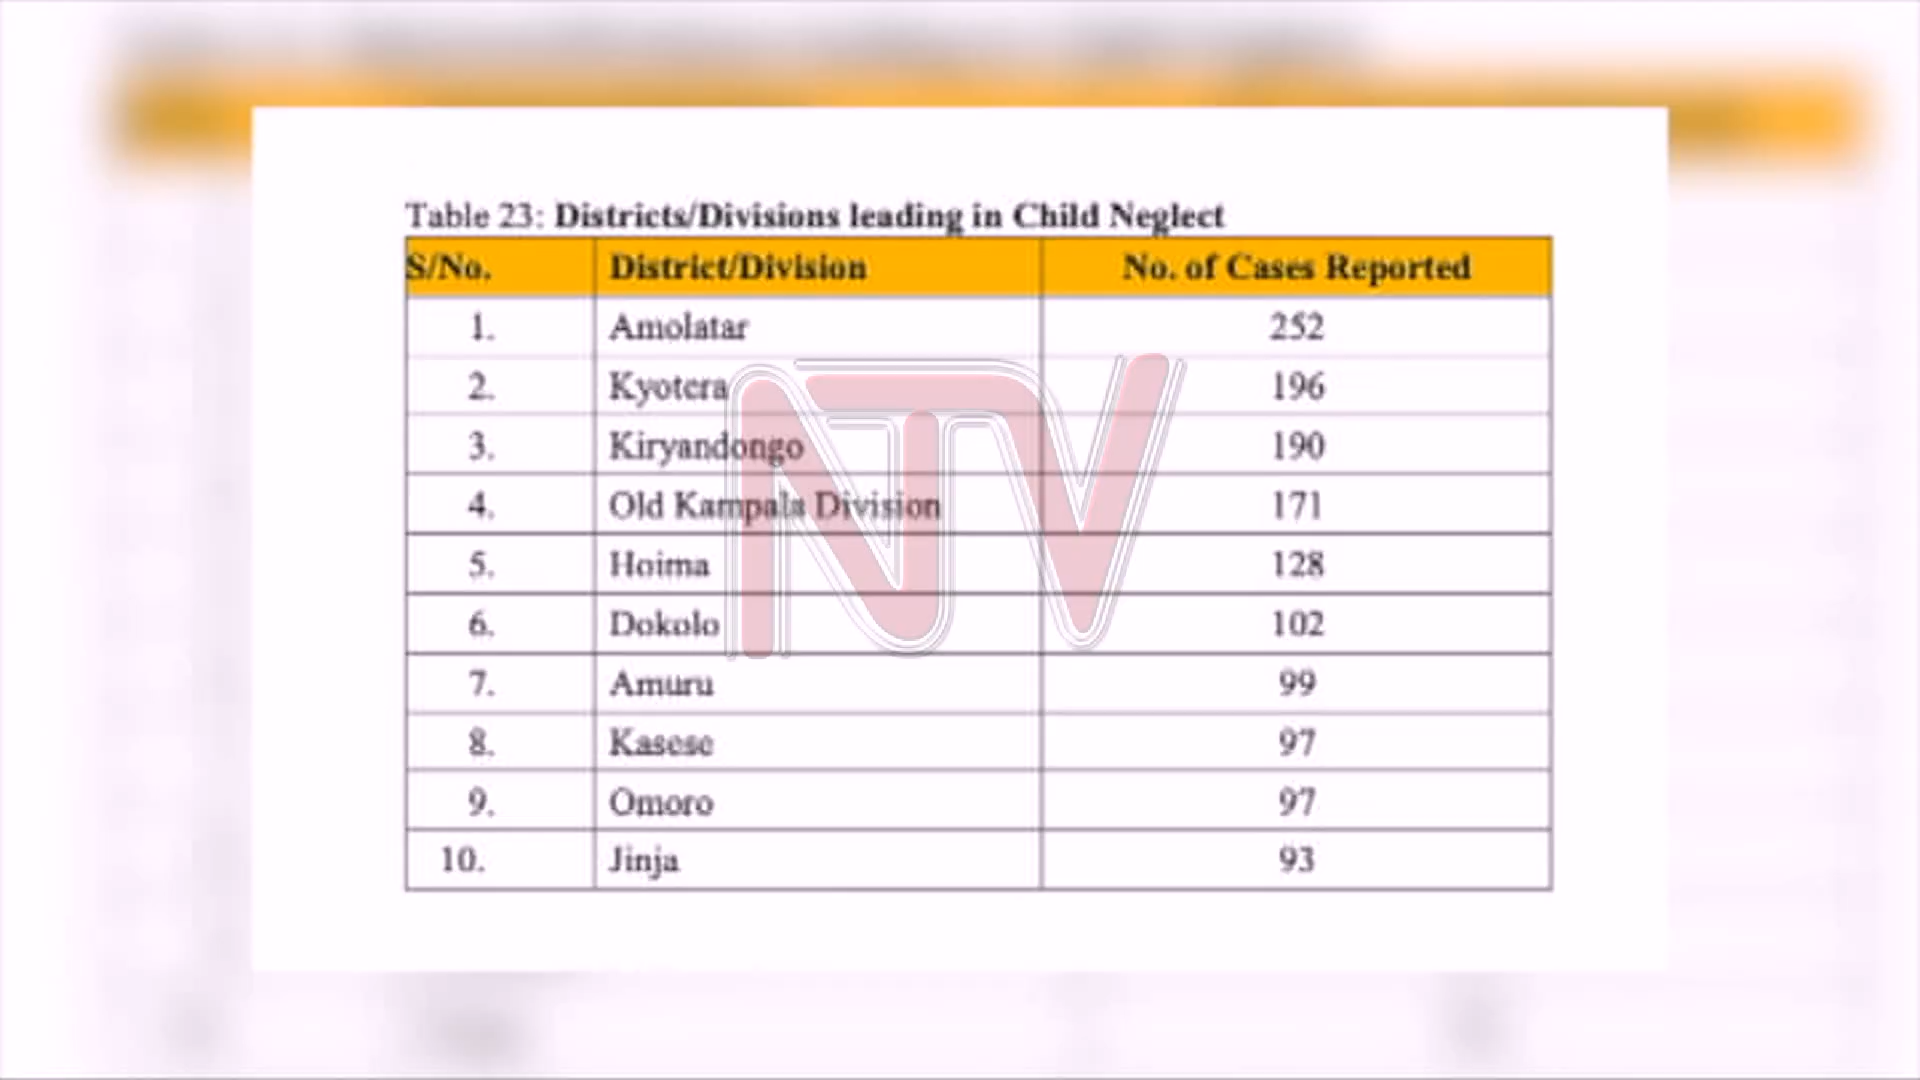 Table 23: Districts/Divisions leading in Child Neglect
S/No. District/Division No. of Cases Reported
1. Amolatar 252
2. Kyotera 196
3. Kiryandongo 190
4. Old Kampala Division 171
5. Hoima 128
6. Dokolo 102
7. Amuru 99
8. Kasese 97
9. Omoro 97
10. Jinja 93
NTV